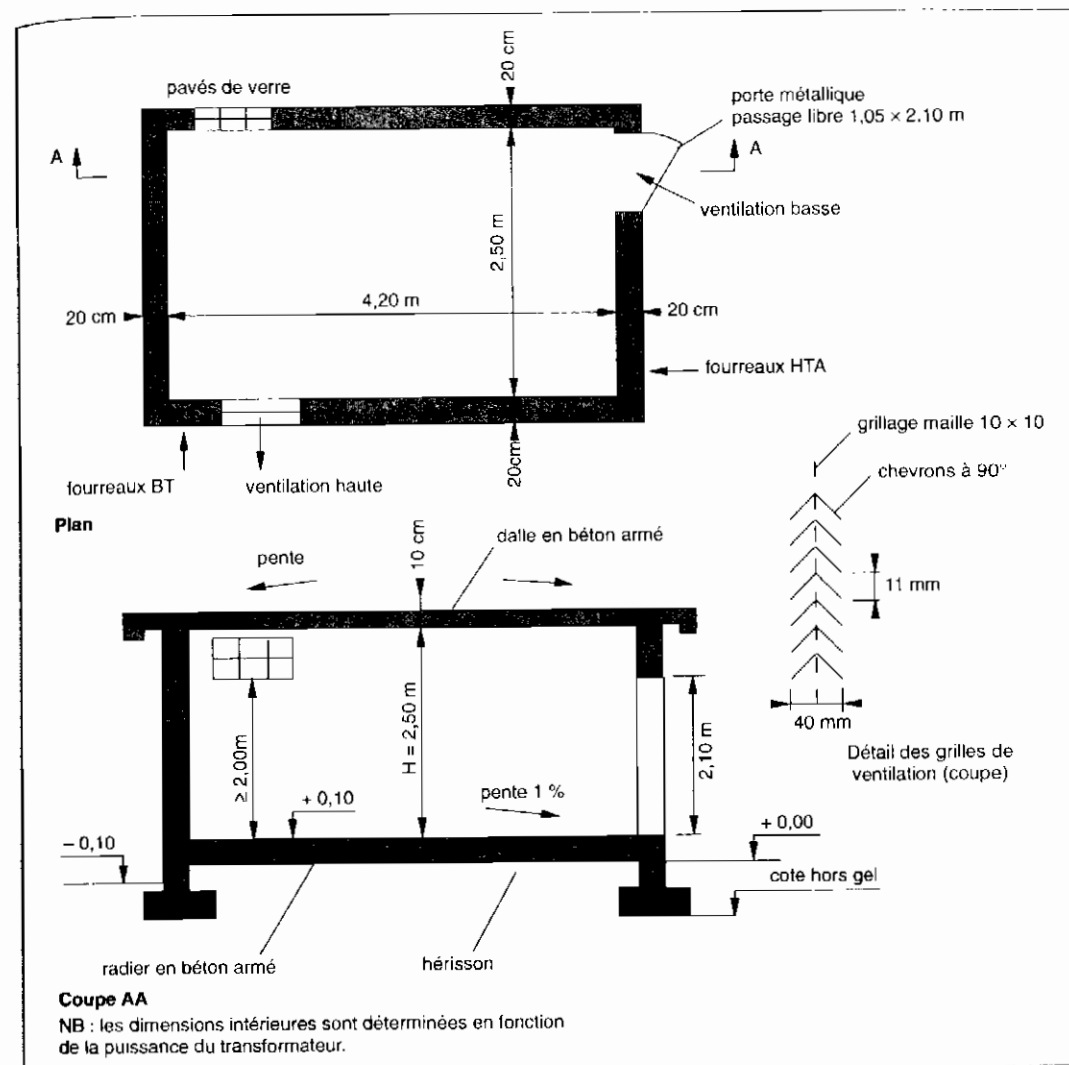 20 cm
pavés de verre
porte métallique
passage libre 1,05 × 2.10 m
A
A
ventilation basse
2,50 m
4,20 m
20 cm
20 cm
fourreaux HTA
20cm
grillage maille 10 × 10
chevrons à 90°
fourreaux BT
ventilation haute
Plan
10 cm
dalle en béton armé
pente
11 mm
40 mm
Détail des grilles de
ventilation (coupe)
≥ 2,00m
H = 2,50 m
2,10 m
pente 1 %
+ 0,10
+ 0,00
– 0,10
cote hors gel
radier en béton armé
hérisson
Coupe AA
NB : les dimensions intérieures sont déterminées en fonction
de la puissance du transformateur.